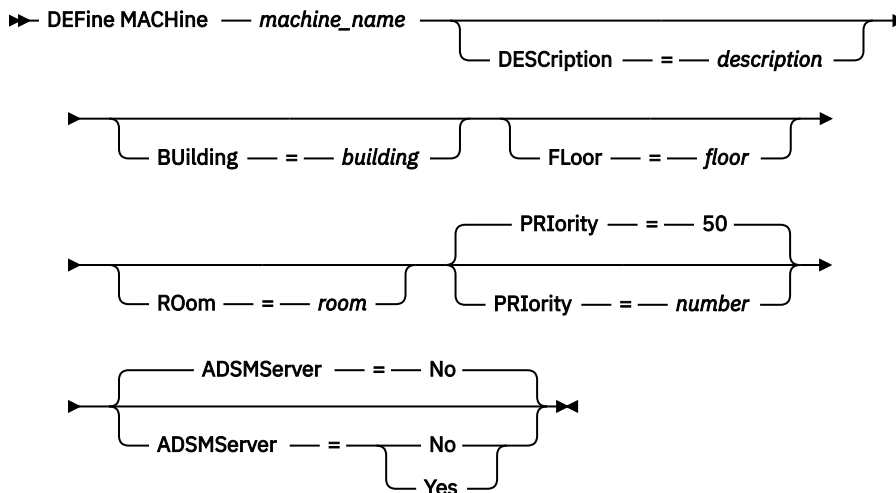 DEFine MACHine machine_name
DESCription = description
BUilding = building FLoor = floor
PRIority = 50
ROom = room PRIority = number
ADSMServer = No
ADSMServer = No
Yes